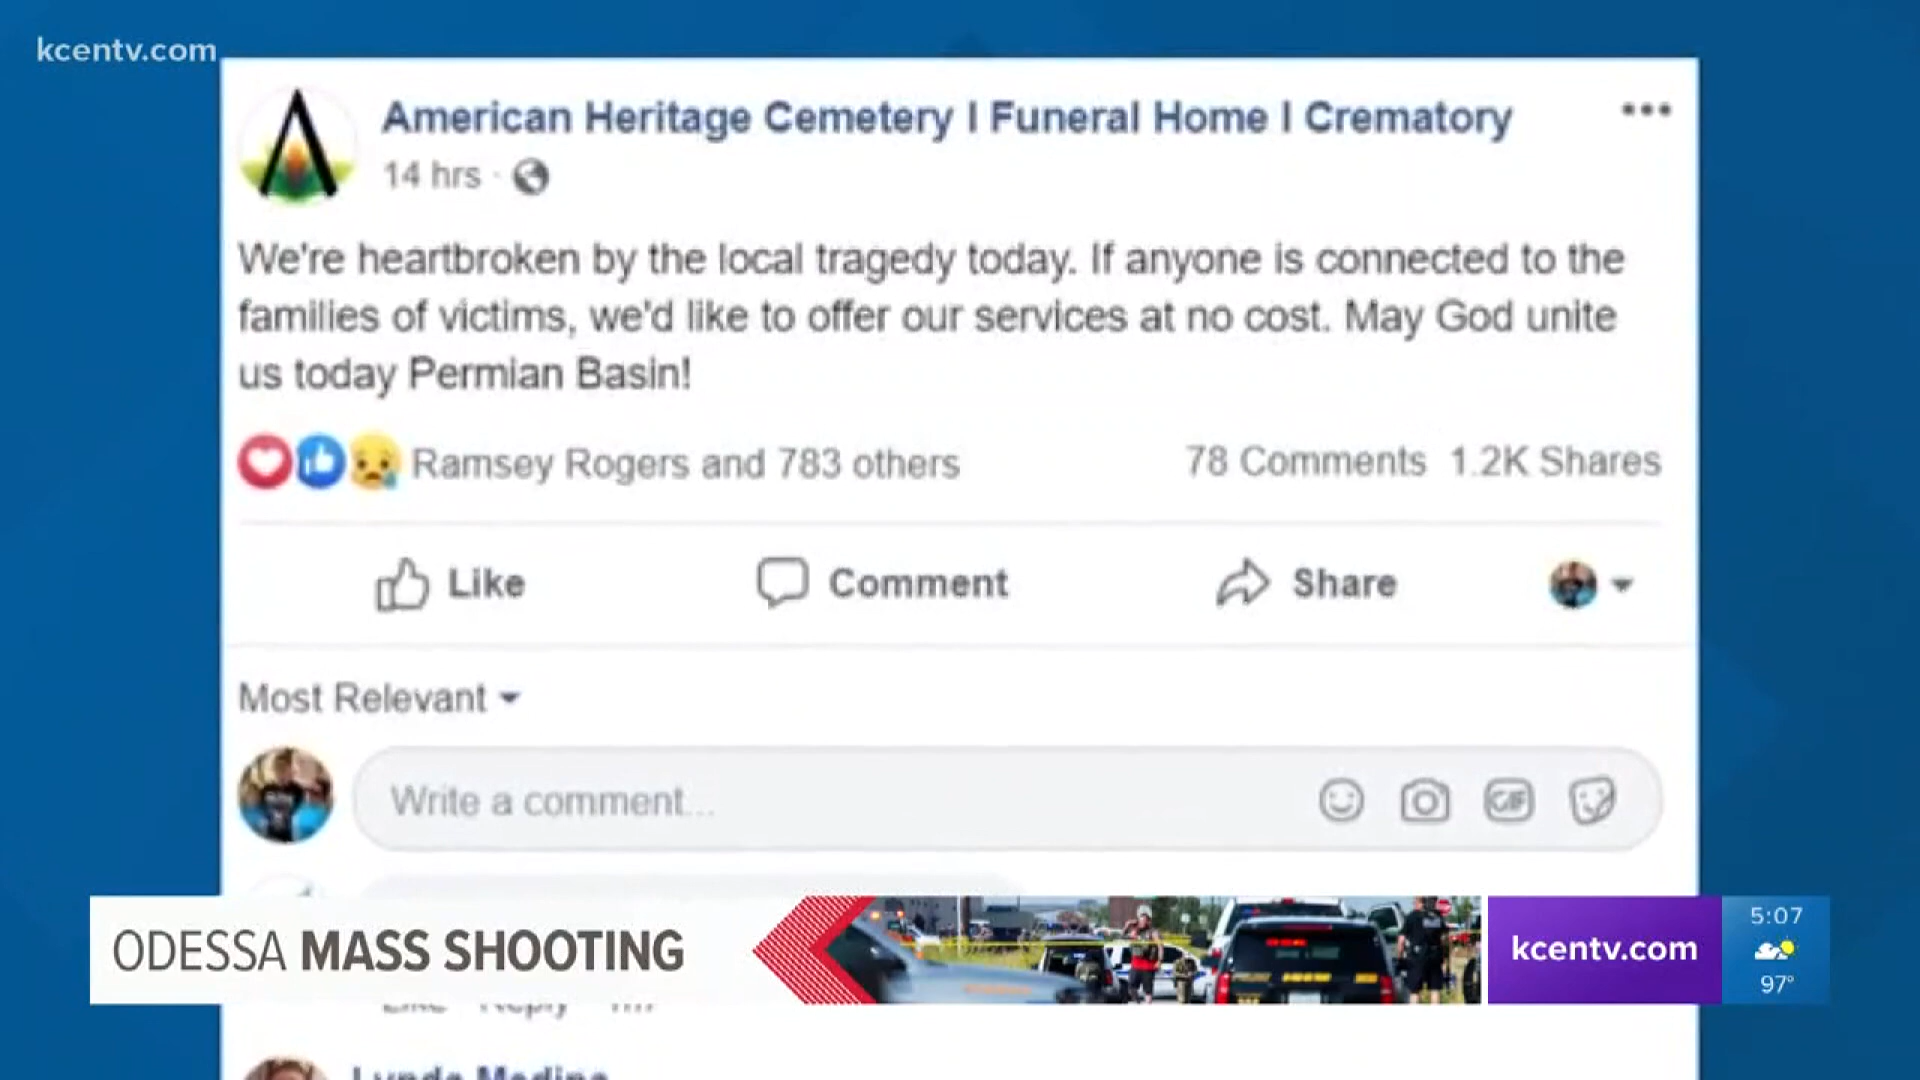 kcentv.com
American Heritage Cemetery I Funeral Home I Crematory
14 hrs ·
We're heartbroken by the local tragedy today. If anyone is connected to the
families of victims, we'd like to offer our services at no cost. May God unite
us today Permian Basin!
Ramsey Rogers and 783 others
78 Comments 1.2K Shares
Like
Comment
Share
Most Relevant
Write a comment...
GIF
ODESSA MASS SHOOTING
kcentv.com
5:07
97°